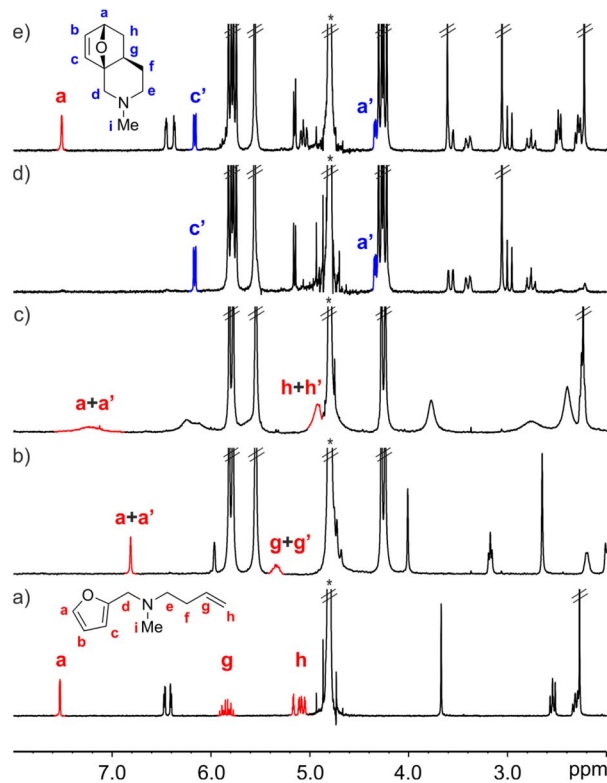 e)
a
b
h
O
g
c
f
d
e
N
i Me
a
c'
a'
*
d)
c'
a'
*
c)
a+a'
h+h'
*
b)
a+a'
g+g'
*
a)
O
a
b
c
d
N
e
g
f
h
i Me
a
g
h
*
7.0 6.0 5.0 4.0 3.0 ppm